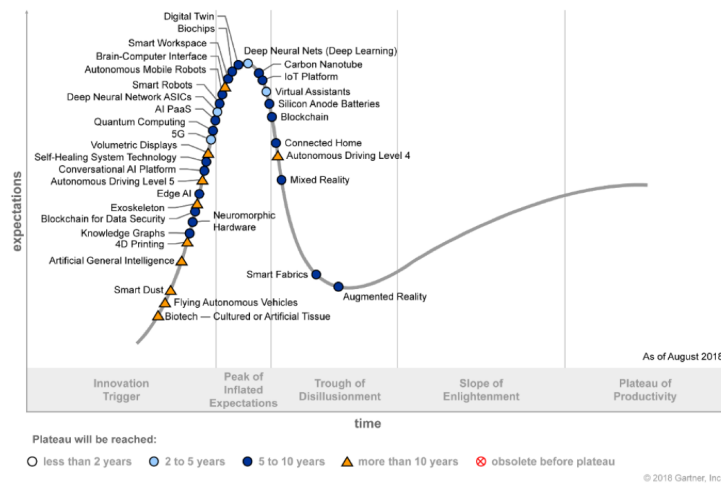 Digital Twin
Biochips
Smart Workspace
Brain-Computer Interface
Autonomous Mobile Robots
Smart Robots
Deep Neural Network ASICs
AI PaaS
Quantum Computing
5G
Volumetric Displays
Self-Healing System Technology
Conversational AI Platform
Autonomous Driving Level 5
Edge AI
Exoskeleton
Blockchain for Data Security
Neuromorphic
Hardware
Knowledge Graphs
4D Printing
Artificial General Intelligence
Smart Dust
Flying Autonomous Vehicles
Biotech — Cultured or Artificial Tissue
Deep Neural Nets (Deep Learning)
Carbon Nanotube
IoT Platform
Virtual Assistants
Silicon Anode Batteries
Blockchain
Connected Home
Autonomous Driving Level 4
Mixed Reality
Smart Fabrics
Augmented Reality
expectations
As of August 2018
Innovation
Trigger
Peak of
Inflated
Expectations
Trough of
Disillusionment
Slope of
Enlightenment
Plateau of
Productivity
time
Plateau will be reached:
less than 2 years
2 to 5 years
5 to 10 years
more than 10 years
obsolete before plateau
© 2018 Gartner, Inc